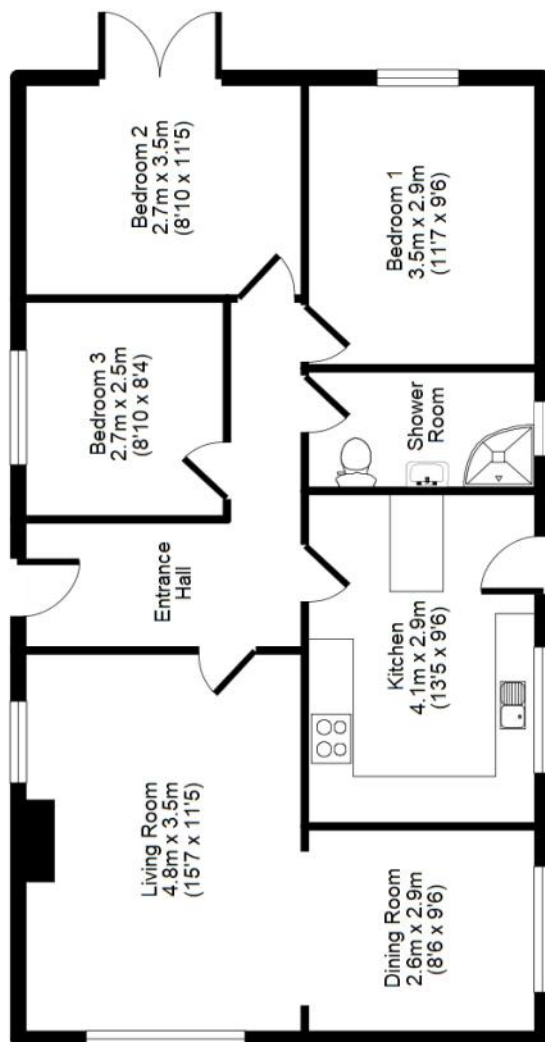 Bedroom 2
2.7m x 3.5m
(8'10 x 11'5)
Bedroom 1
3.5m x 2.9m
(11'7 x 9'6)
Bedroom 3
2.7m x 2.5m
(8'10 x 8'4)
Shower
Room
Entrance
Hall
Kitchen
4.1m x 2.9m
(13'5 x 9'6)
Living Room
4.8m x 3.5m
(15'7 x 11'5)
Dining Room
2.6m x 2.9m
(8'6 x 9'6)